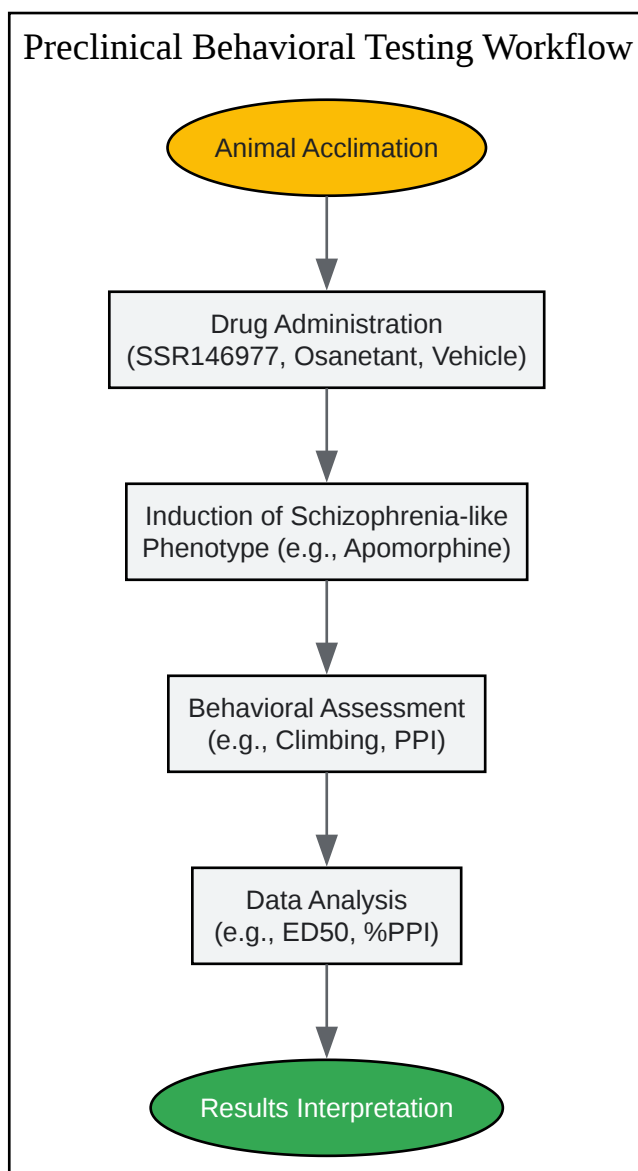 Preclinical Behavioral Testing Workflow
Animal Acclimation
Drug Administration
(SSR146977, Osanetant, Vehicle)
Induction of Schizophrenia-like
Phenotype (e.g., Apomorphine)
Behavioral Assessment
(e.g., Climbing, PPI)
Data Analysis
(e.g., ED50, %PPI)
Results Interpretation